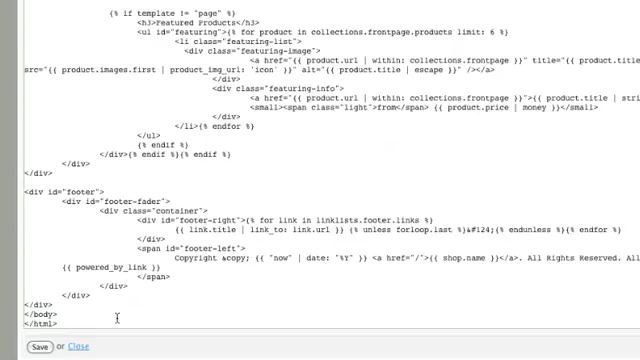 {% if template != "page" %}
<h3>Featured Products</h3>
<ul id="featuring">{% for product in collections.frontpage.products limit: 6 %}
<li class="featuring-list">
<div class="featuring-image">
<a href="{{ product.url | within: collections.frontpage }}" title="{{ product.title
src="{{ product.images.first | product_img_url: 'icon' }}" alt="{{ product.title | escape }}" /></a>
</div>
<div class="featuring-info">
<a href="{{ product.url | within: collections.frontpage }}">{{ product.title | stri
<small><span class="light">from</span> {{ product.price | money }}</small>
</div>
</li>{% endfor %}
</ul>
{% endif %}
</div>{% endif %}{% endif %}
</div>
</div>
<div id="footer">
<div id="footer-fader">
<div class="container">
<div id="footer-right">{% for link in linklists.footer.links %}
{{ link.title | link_to: link.url }} {% unless forloop.last %}&#124;{% endunless %}{% endfor %}
</div>
<span id="footer-left">
Copyright &copy; {{ "now" | date: "%Y" }} <a href="/">{{ shop.name }}</a>. All Rights Reserved. All
{{ powered_by_link }}
</span>
</div>
</div>
</div>
</body>
</html>
Save or Close